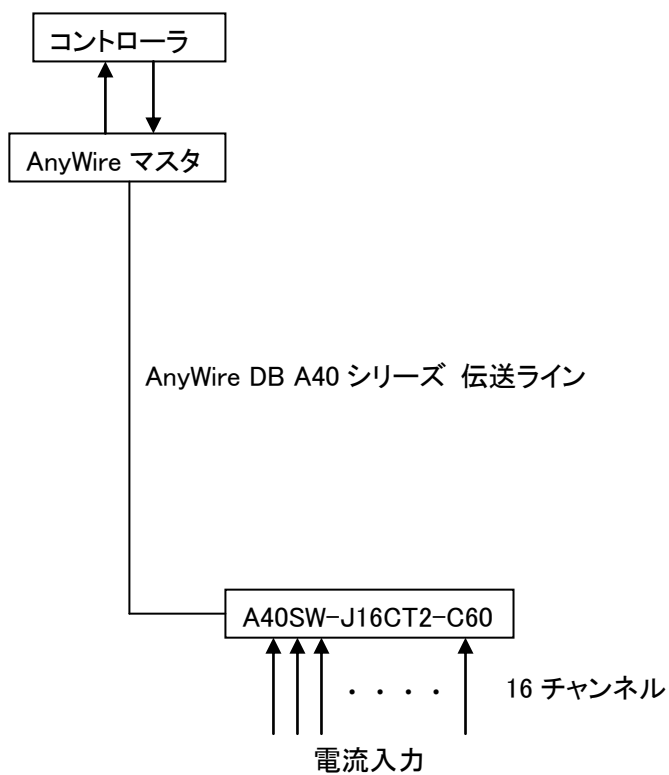 コントローラ
AnyWire マスタ
AnyWire DB A40 シリーズ 伝送ライン
A40SW-J16CT2-C60
・・・・ 16 チャンネル
電流入力